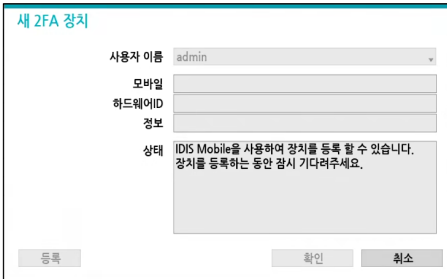 새 2FA 장치
사용자 이름 admin
모바일
하드웨어ID
정보
상태 IDIS Mobile을 사용하여 장치를 등록 할 수 있습니다.
장치를 등록하는 동안 잠시 기다려주세요.
등록 확인 취소